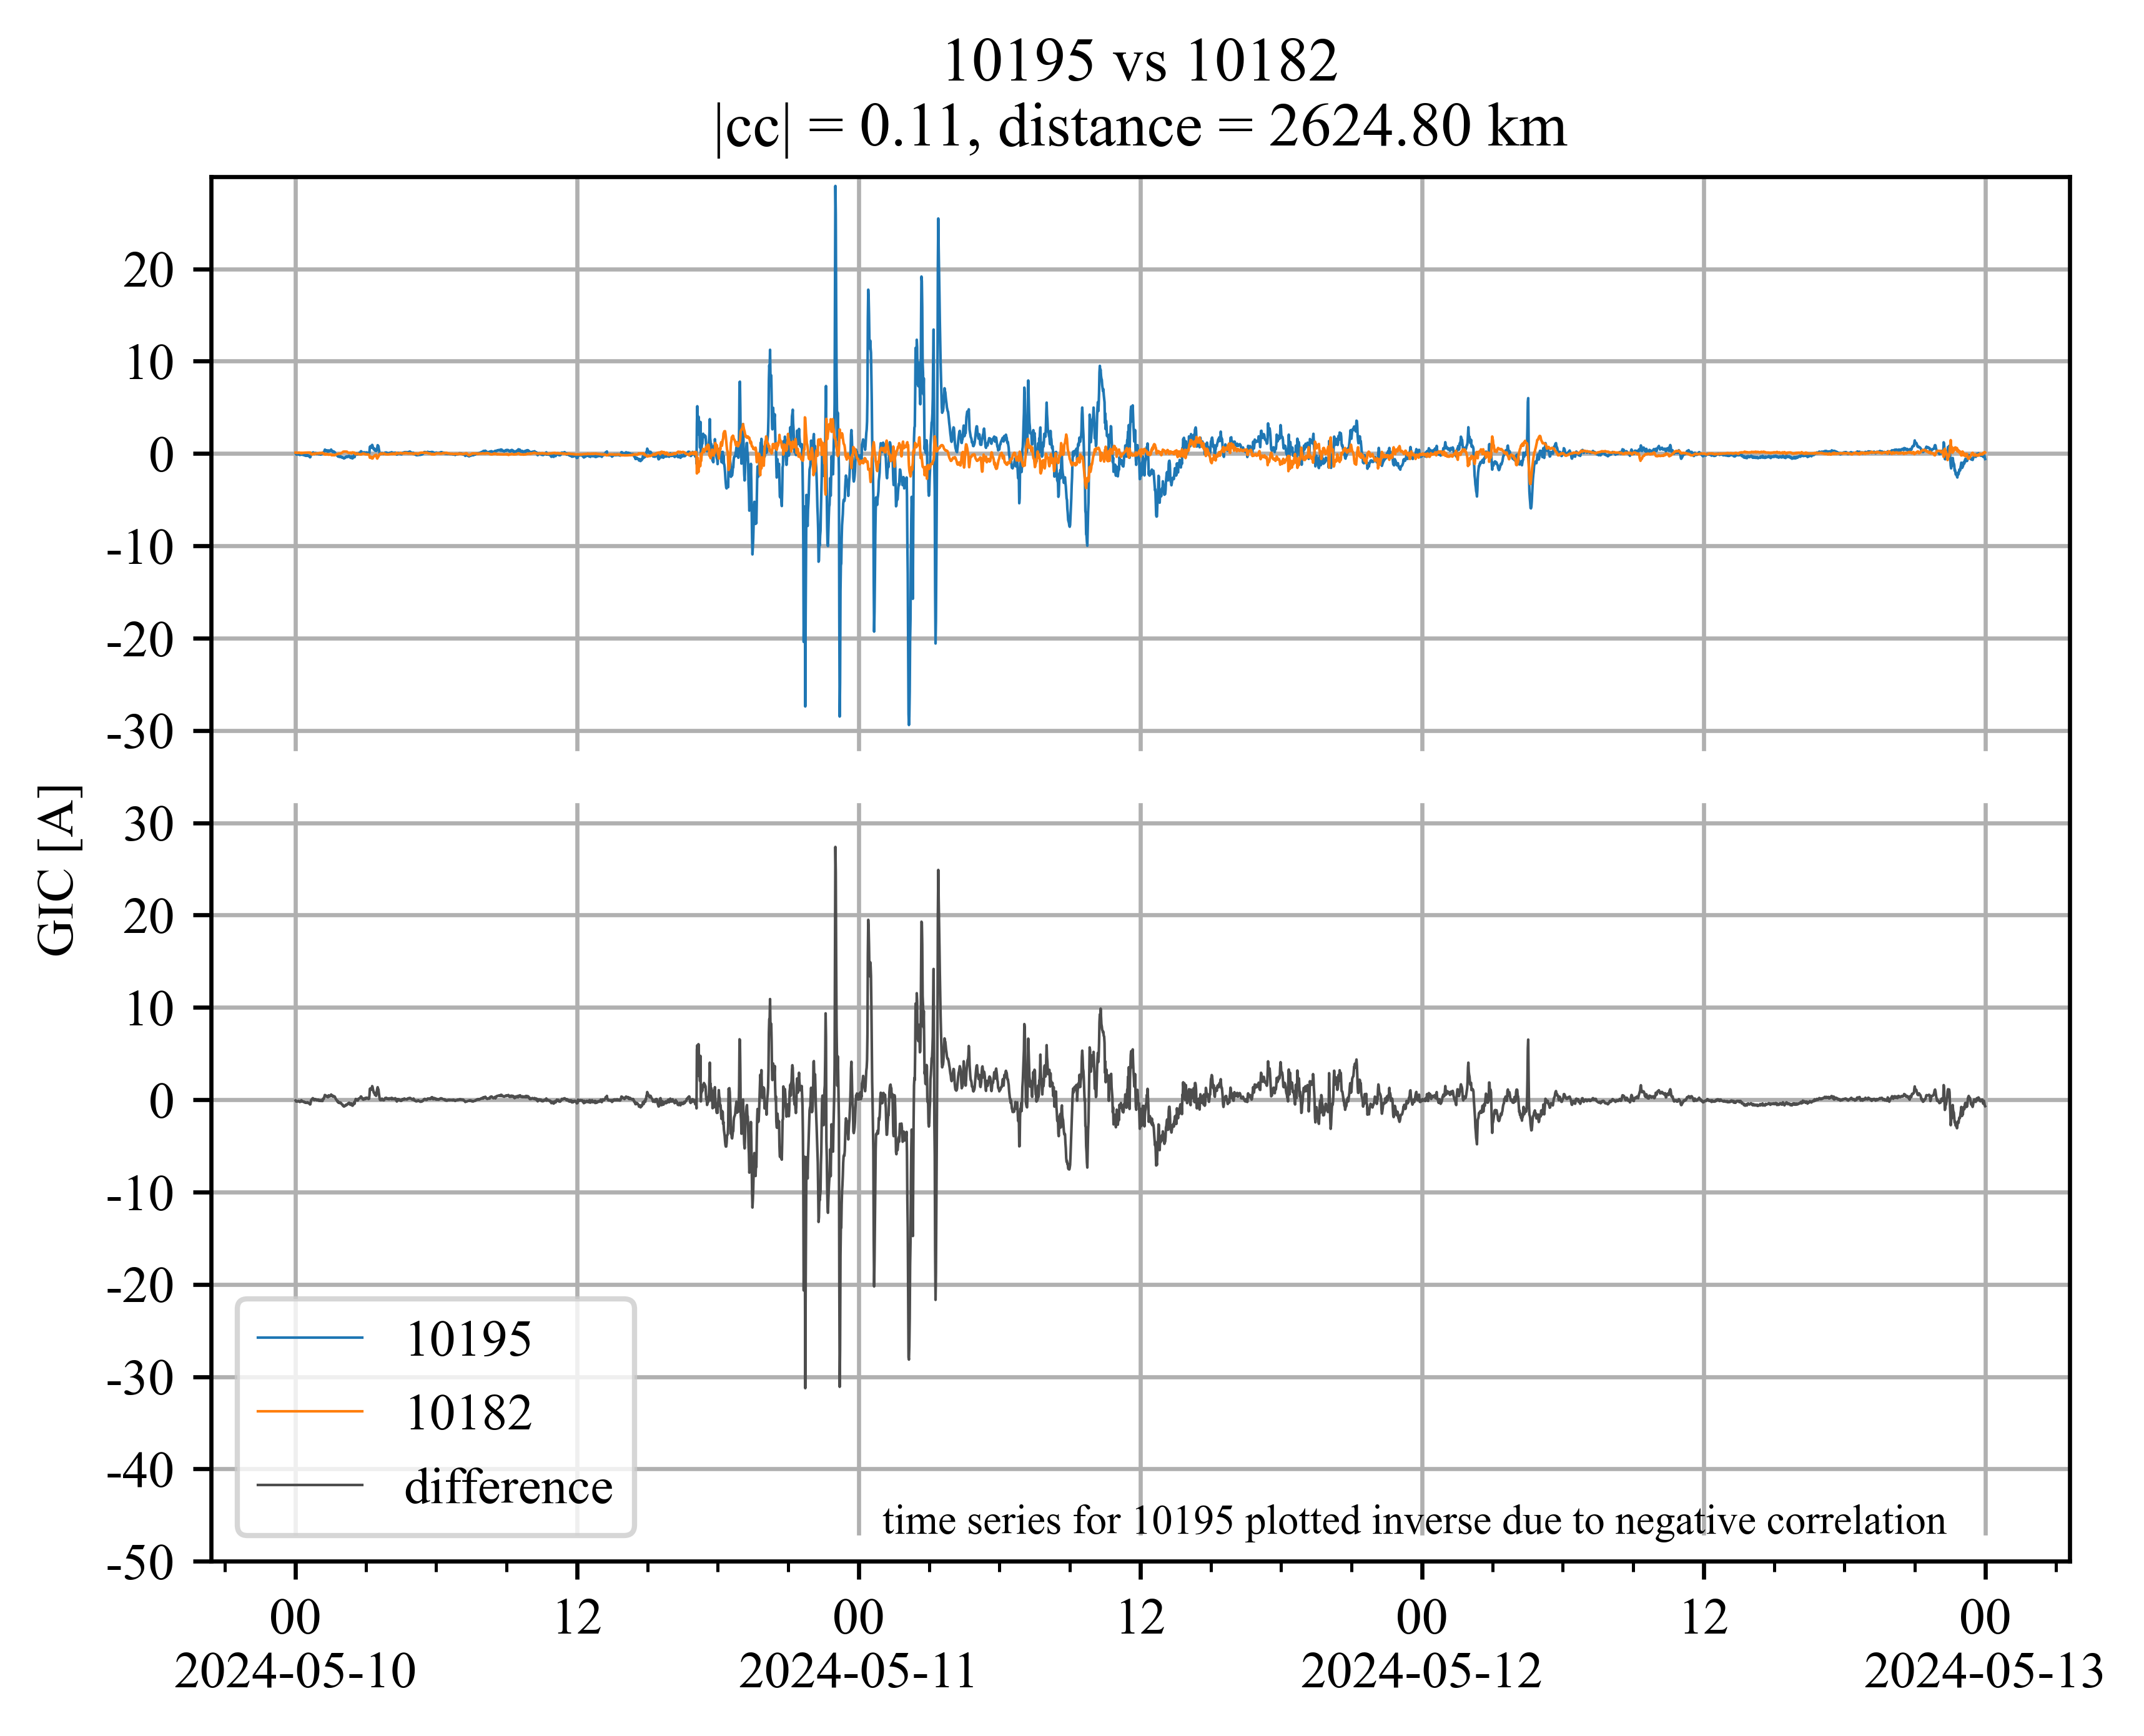 10195 vs 10182
|cc| = 0.11, distance = 2624.80 km
20
10
0
-10
-20
-30
30
20
10
0
-10
-20
-30
-40
-50
GIC [A]
10195
10182
difference
time series for 10195 plotted inverse due to negative correlation
00 12 00 12 00 12 00
2024-05-10 2024-05-11 2024-05-12 2024-05-13